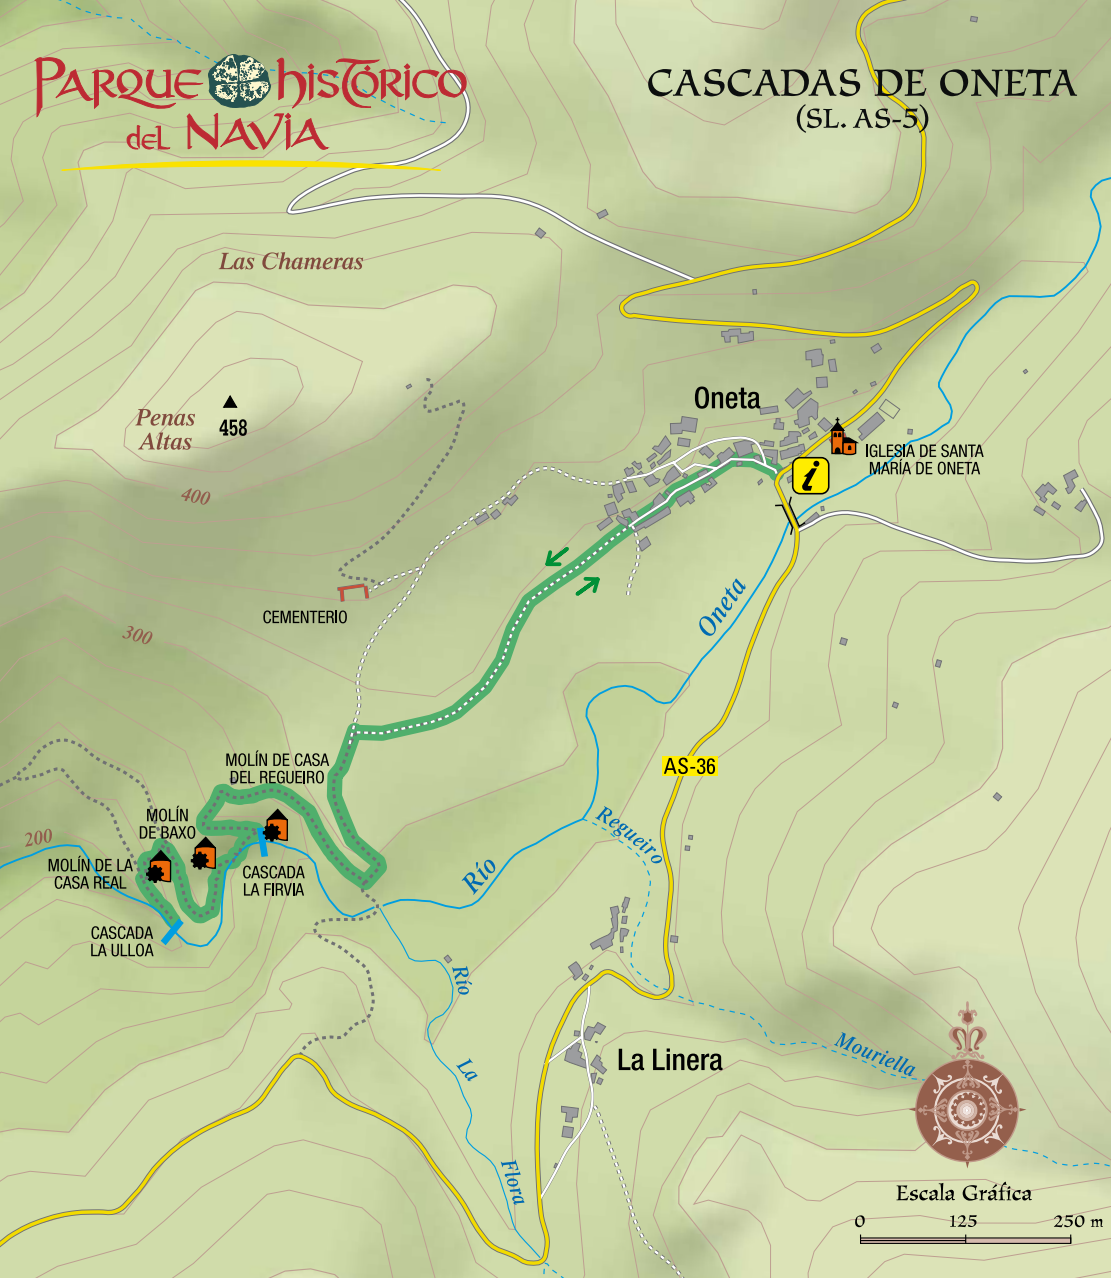 PARQUE HISTÓRICO
DEL NAVIA
CASCADAS DE ONETA
(SL. AS-5)
Las Chameras
Penas
Altas
458
400
300
200
Oneta
i
IGLESIA DE SANTA
MARÍA DE ONETA
CEMENTERIO
Oneta
AS-36
MOLÍN DE CASA
DEL REGUEIRO
MOLÍN
DE BAXO
MOLÍN DE LA
CASA REAL
CASCADA
LA FIRVIA
CASCADA
LA ULLOA
Río
Regueiro
Río
La
Flora
La Linera
Mouriella
Escala Gráfica
0 125 250 m